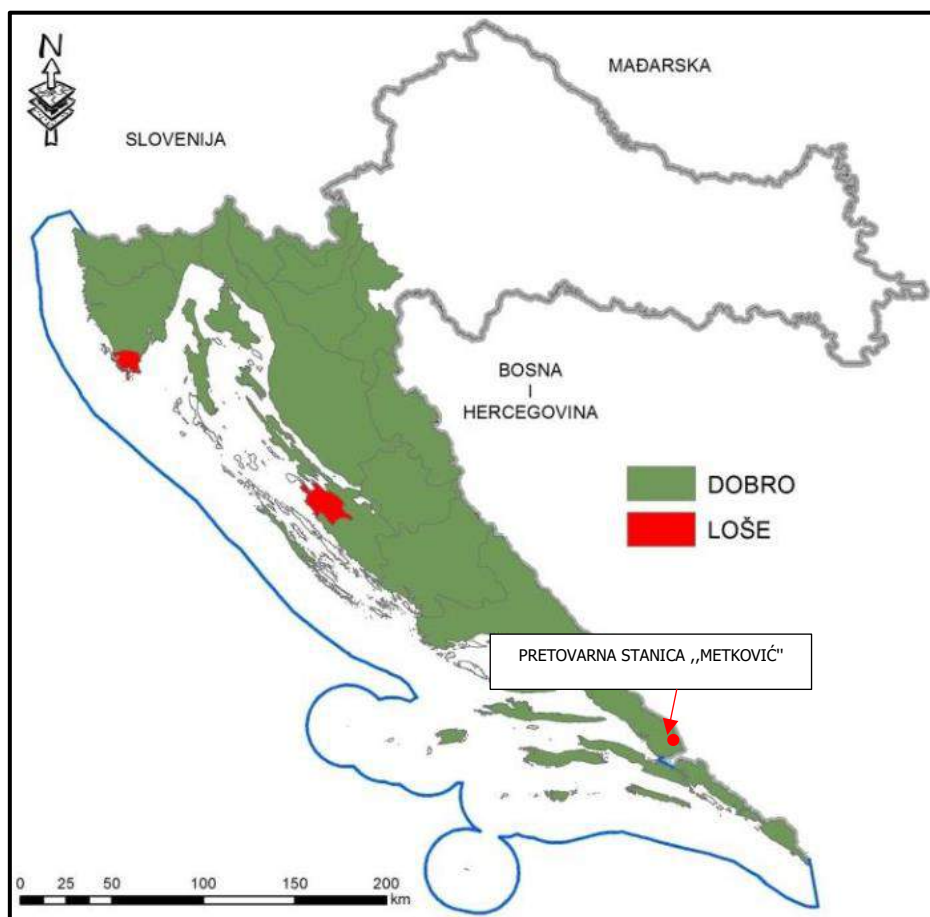 N
MAĐARSKA
SLOVENIJA
BOSNA
I
HERCEGOVINA
DOBRO
LOŠE
PRETOVARNA STANICA ,,METKOVIĆ"
0 25 50 100 150 200
km